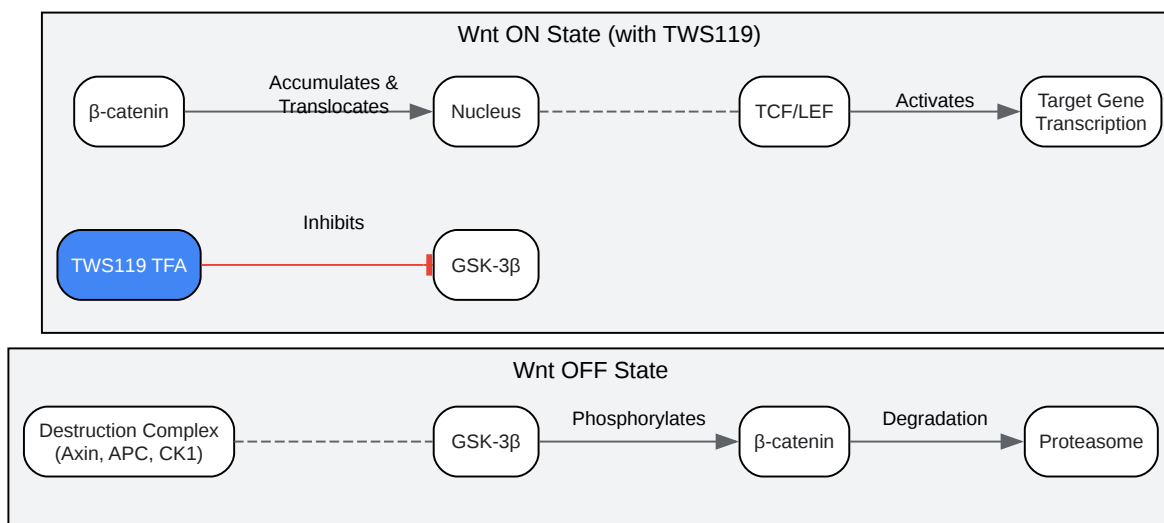 Wnt ON State (with TWS119)
Accumulates &
Translocates
β-catenin
Nucleus
TCF/LEF
Activates
Target Gene
Transcription
Inhibits
TWS119 TFA
GSK-3β
Wnt OFF State
Destruction Complex
(Axin, APC, CK1)
GSK-3β
Phosphorylates
β-catenin
Degradation
Proteasome